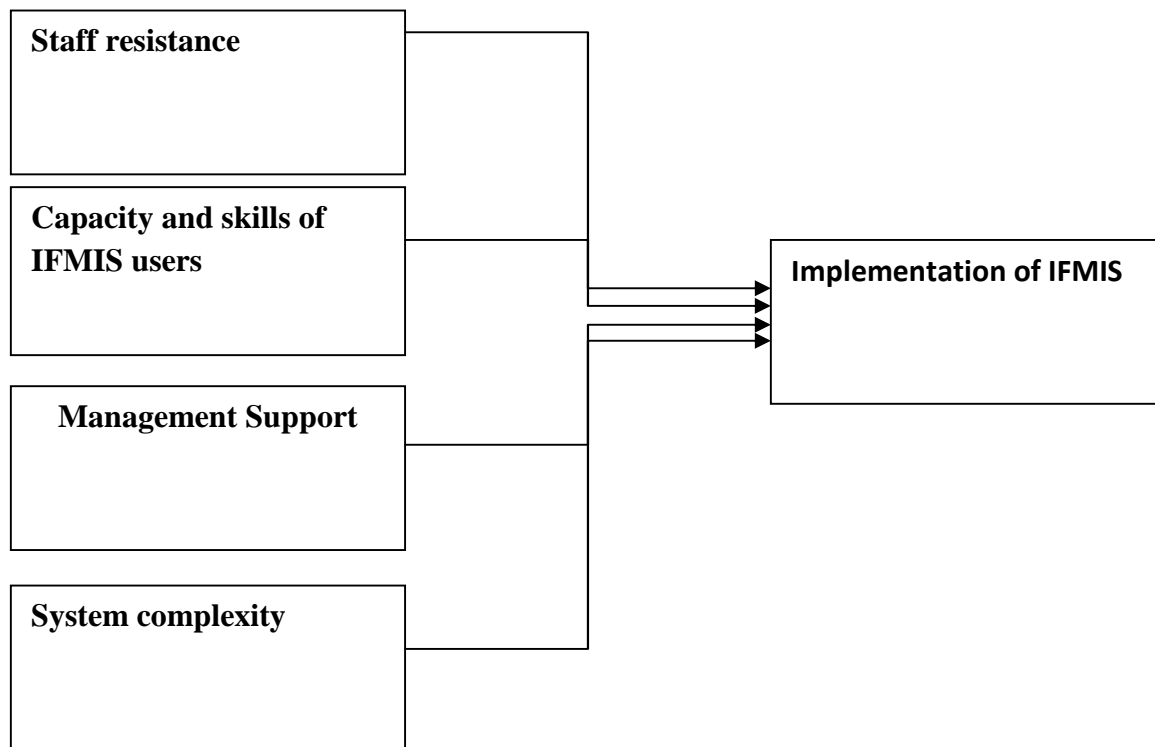 Staff resistance
Capacity and skills of
IFMIS users
Implementation of IFMIS
Management Support
System complexity